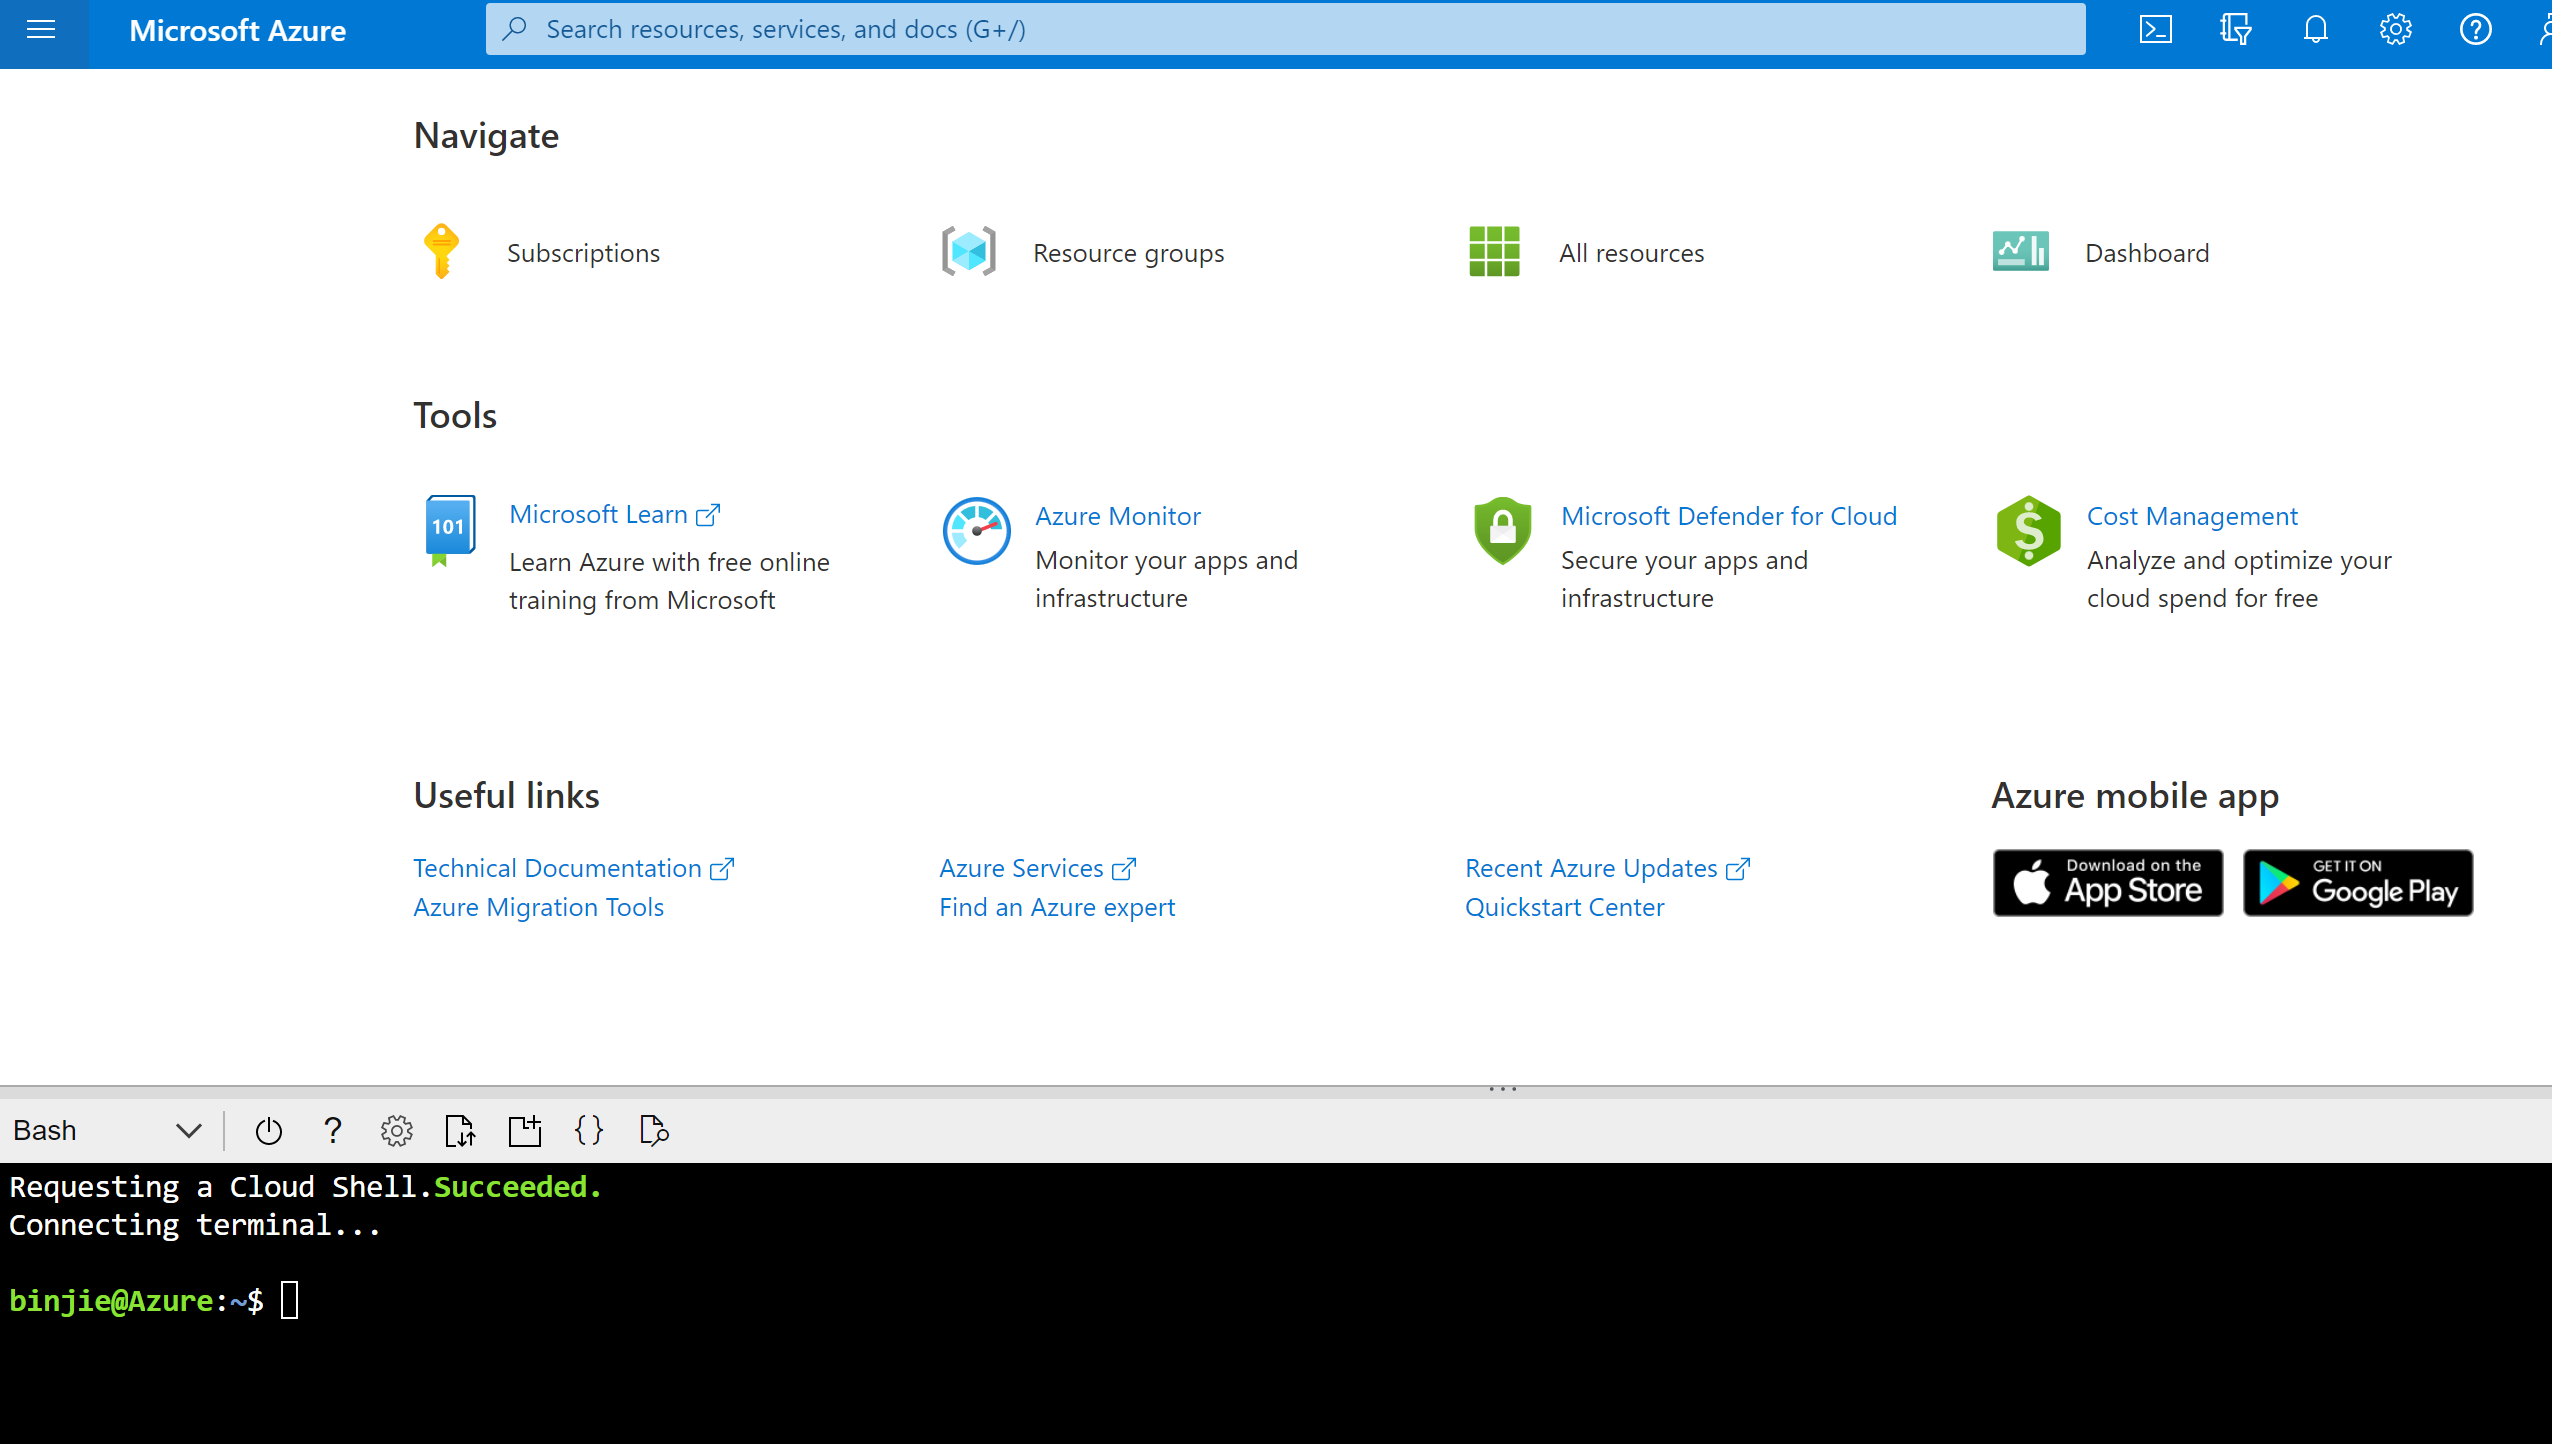 Microsoft Azure
Search resources, services, and docs (G+/)
Navigate
Subscriptions
Resource groups
All resources
Dashboard
Tools
101
Microsoft Learn
Learn Azure with free online
training from Microsoft
Azure Monitor
Monitor your apps and
infrastructure
Microsoft Defender for Cloud
Secure your apps and
infrastructure
Cost Management
Analyze and optimize your
cloud spend for free
Useful links
Technical Documentation
Azure Migration Tools
Azure Services
Find an Azure expert
Recent Azure Updates
Quickstart Center
Azure mobile app
Download on the
App Store
GET IT ON
Google Play
Bash
Requesting a Cloud Shell.Succeeded.
Connecting terminal...
binjie@Azure:~$